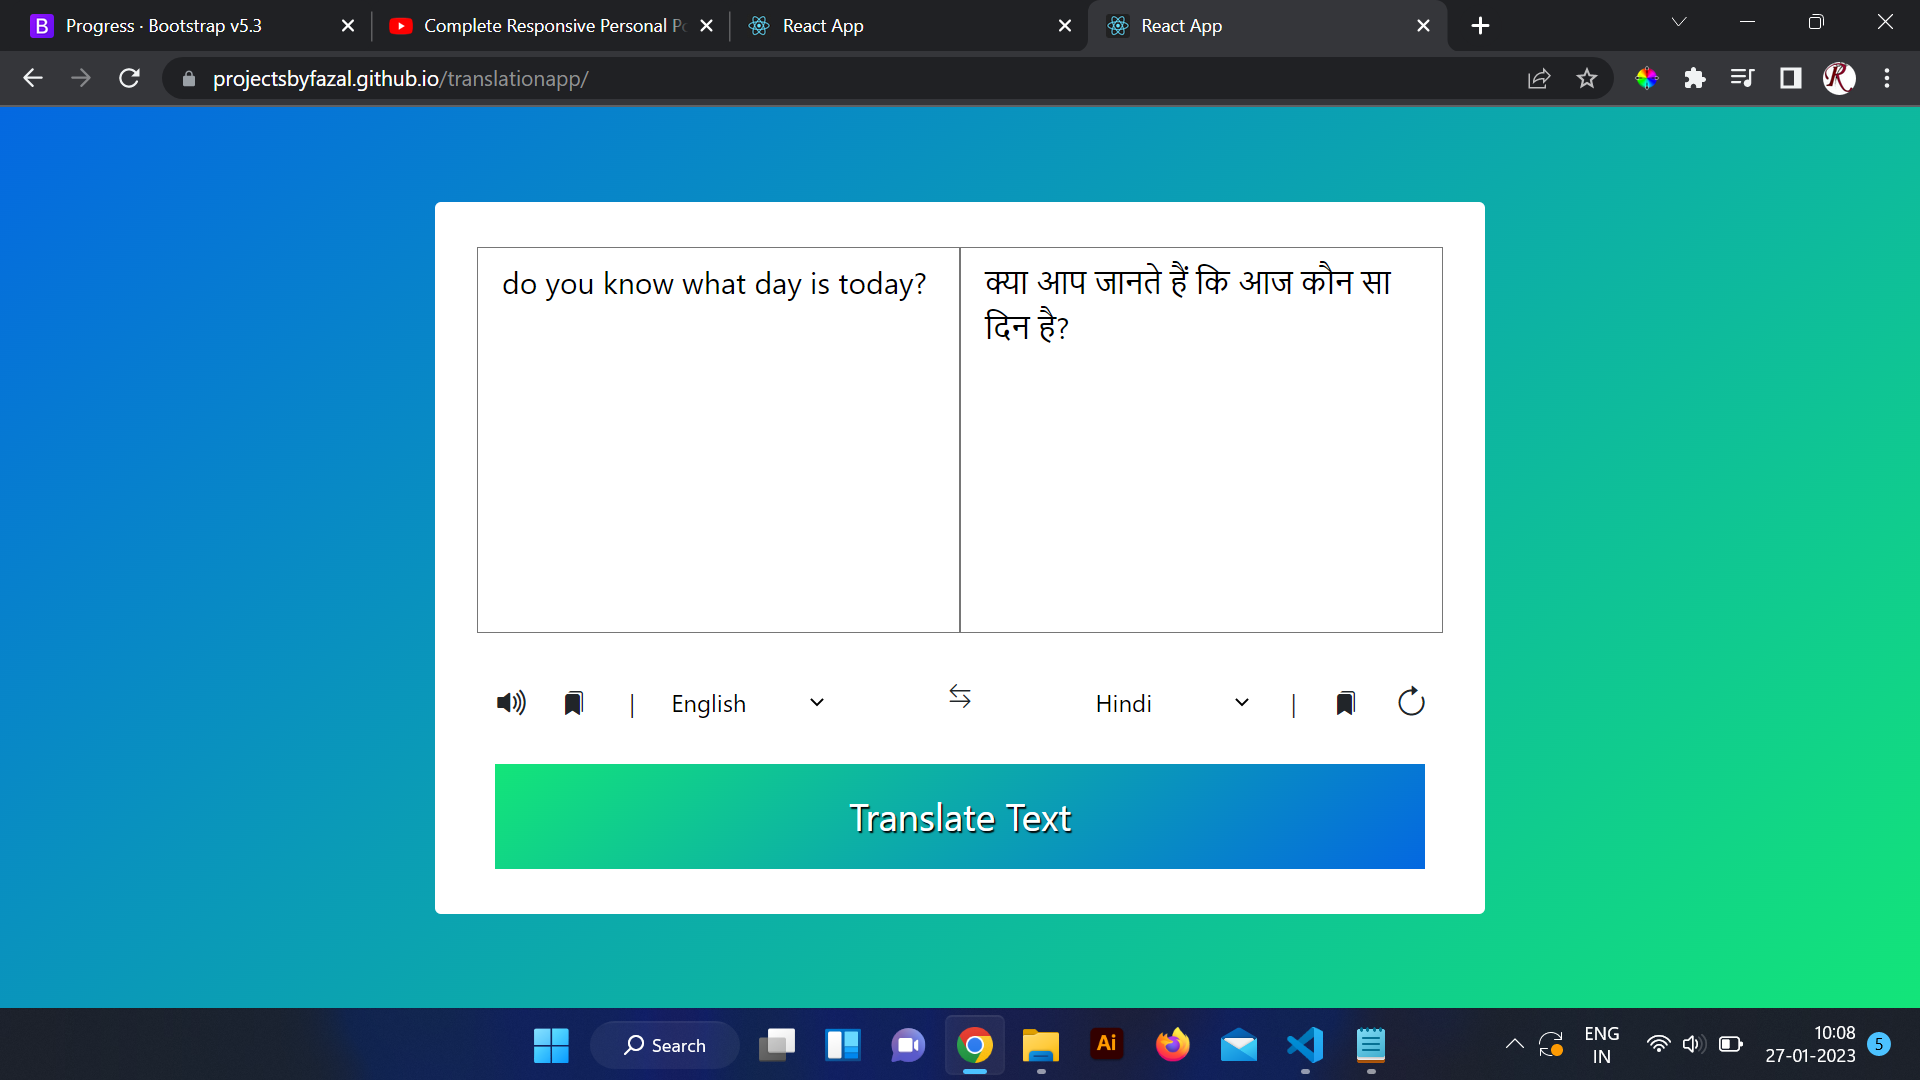 Progress · Bootstrap v5.3
Complete Responsive Personal Po
React App
React App
projectsbyfazal.github.io/translationapp/
do you know what day is today?
क्या आप जानते हैं कि आज कौन सा
दिन है?
| English
Hindi |
Translate Text
Search
Ai
ENG
IN
10:08
27-01-2023
5